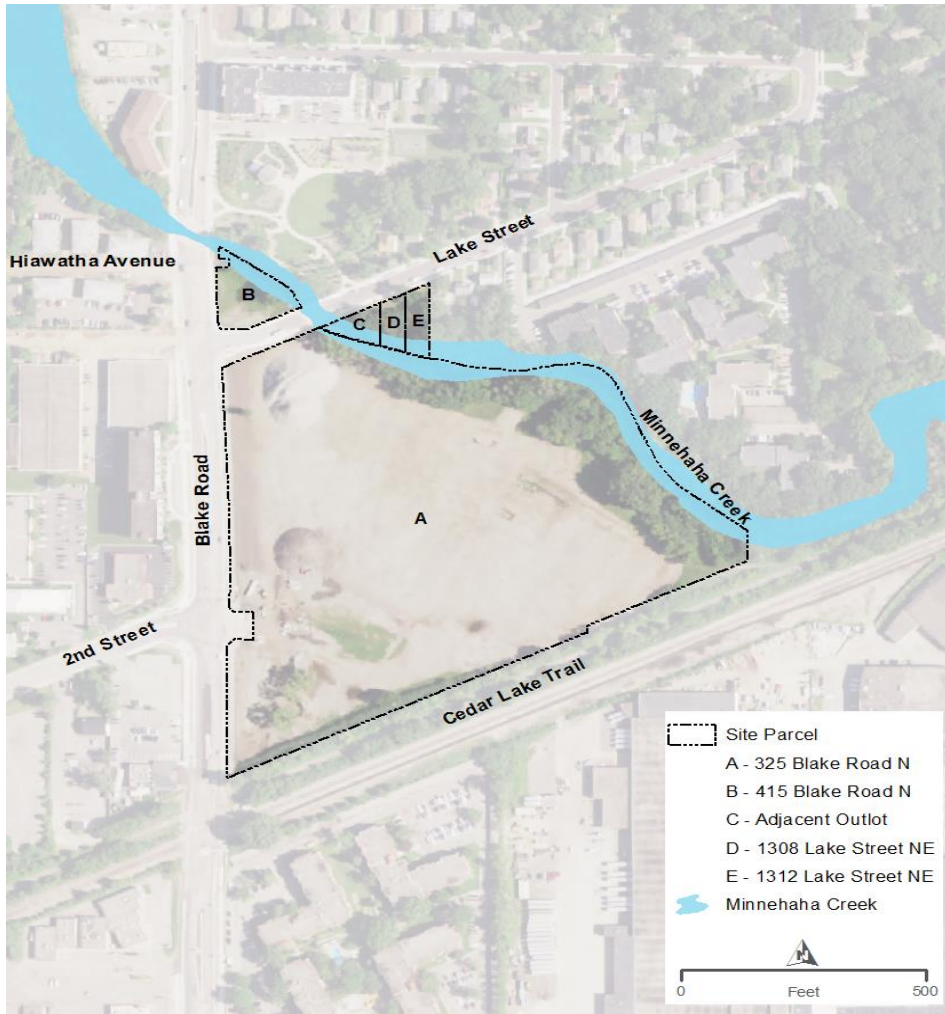 Hiawatha Avenue
Lake Street
B
C
D
E
Minnehaha Creek
Blake Road
A
2nd Street
Cedar Lake Trail
Site Parcel
A - 325 Blake Road N
B - 415 Blake Road N
C - Adjacent Outlot
D - 1308 Lake Street NE
E - 1312 Lake Street NE
Minnehaha Creek
N
0
Feet
500